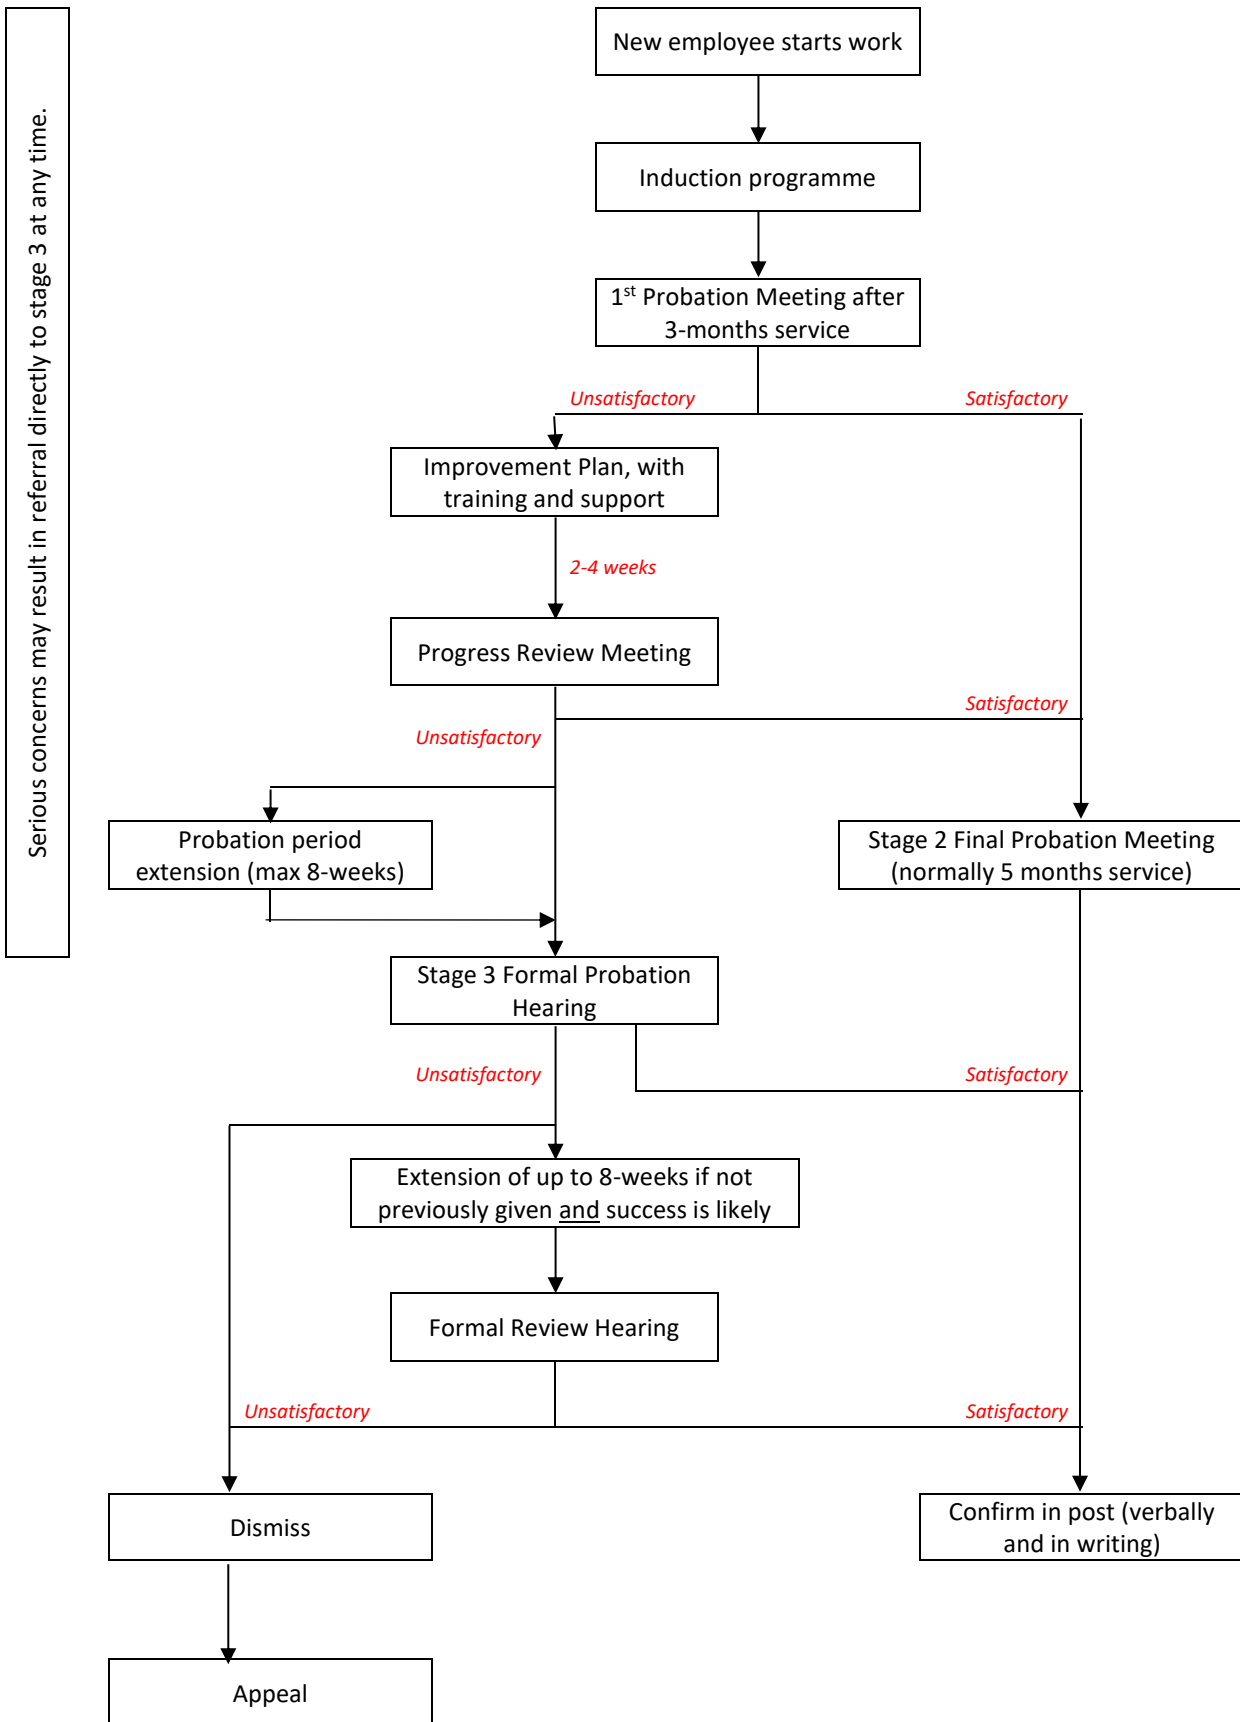 Serious concerns may result in referral directly to stage 3 at any time.
New employee starts work
Induction programme
1st Probation Meeting after
3-months service
Unsatisfactory
Satisfactory
Improvement Plan, with
training and support
2-4 weeks
Progress Review Meeting
Satisfactory
Unsatisfactory
Probation period
extension (max 8-weeks)
Stage 2 Final Probation Meeting
(normally 5 months service)
Stage 3 Formal Probation
Hearing
Unsatisfactory
Satisfactory
Extension of up to 8-weeks if not
previously given and success is likely
Formal Review Hearing
Unsatisfactory
Satisfactory
Dismiss
Confirm in post (verbally
and in writing)
Appeal